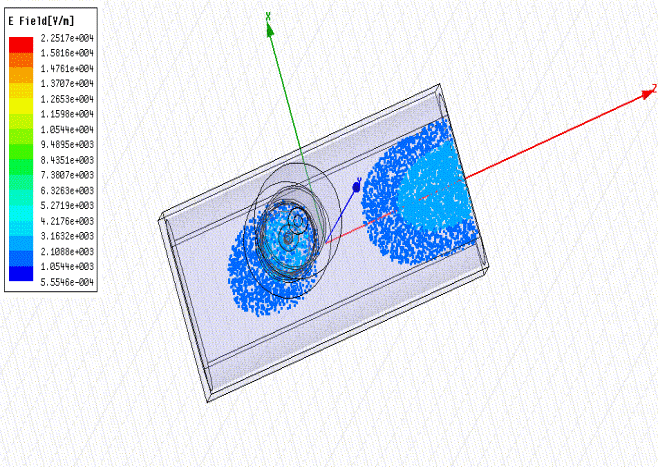 E Field[V/m]
2.2517e+004
1.5816e+004
1.4761e+004
1.3707e+004
1.2653e+004
1.1598e+004
1.0544e+004
9.4895e+003
8.4351e+003
7.3807e+003
6.3263e+003
5.2719e+003
4.2176e+003
3.1632e+003
2.1088e+003
1.0544e+003
5.5546e-004
X
Z
Y